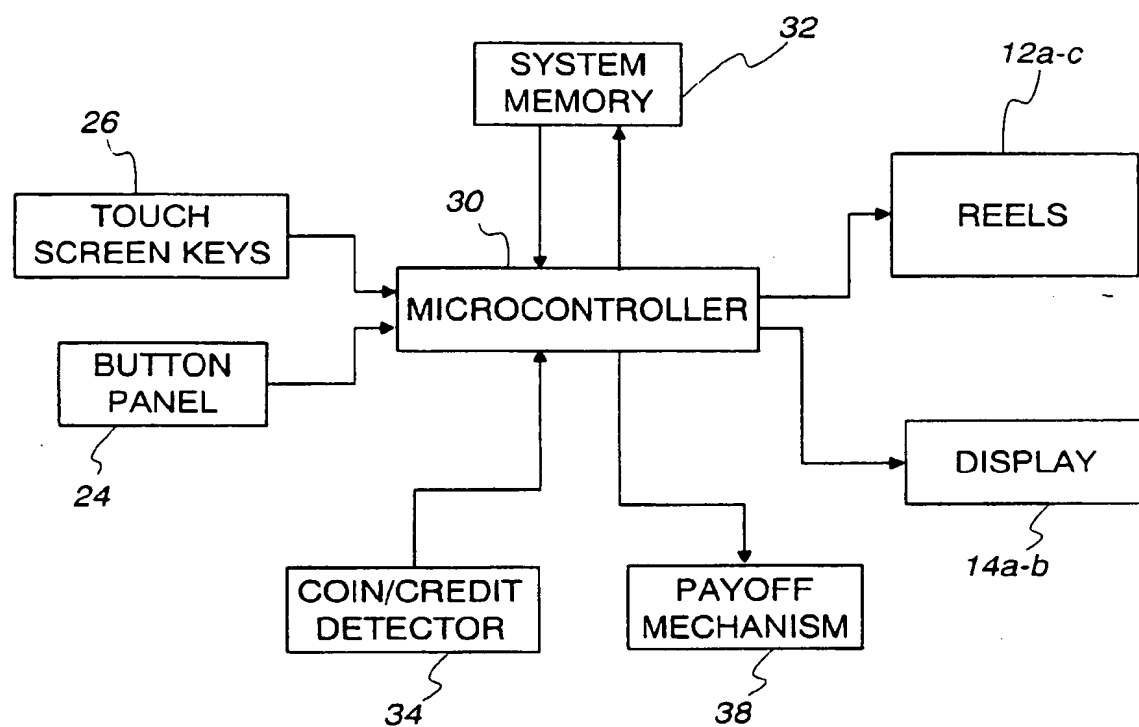 32
SYSTEM
MEMORY
12a-c
26
TOUCH
SCREEN KEYS
30
REELS
MICROCONTROLLER
BUTTON
PANEL
24
DISPLAY
14a-b
COIN/CREDIT
DETECTOR
34
PAYOFF
MECHANISM
38